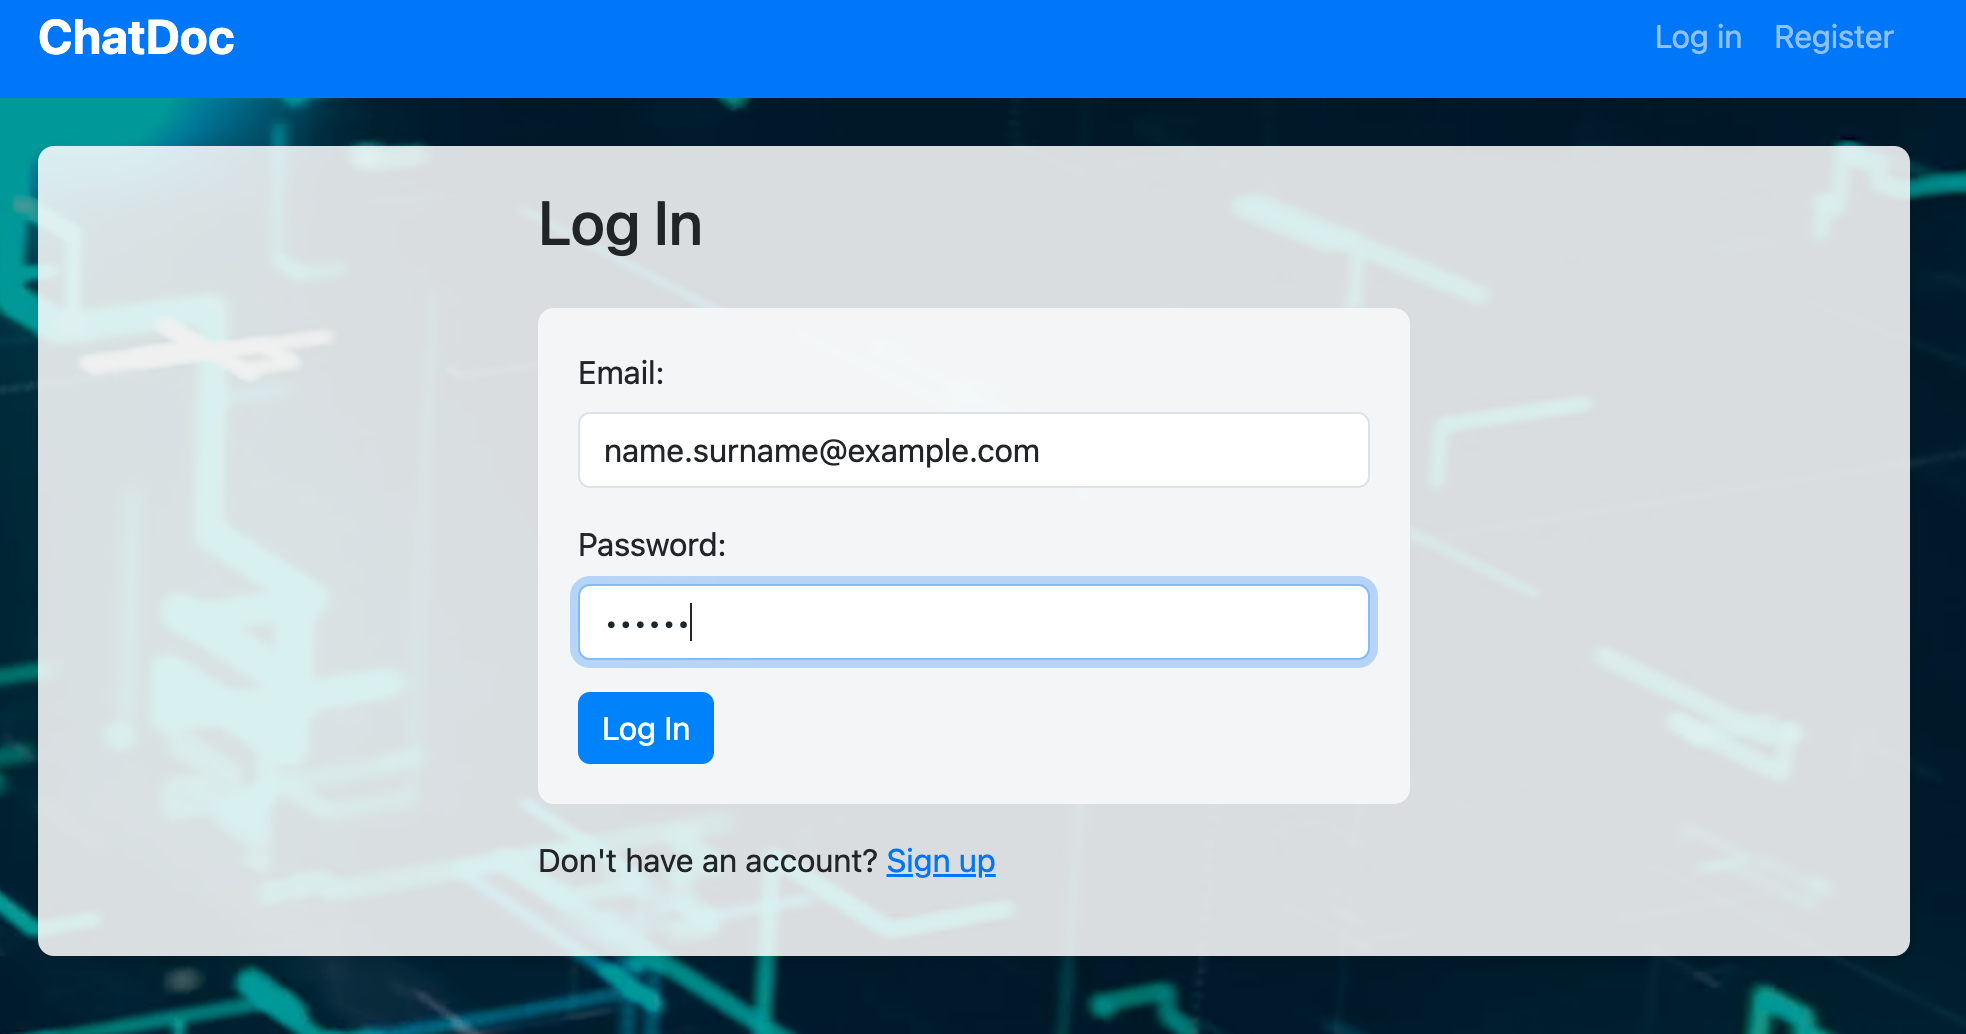 ChatDoc
Log in Register
Log In
Email:
name.surname@example.com
Password:
••••••
Log In
Don't have an account? Sign up